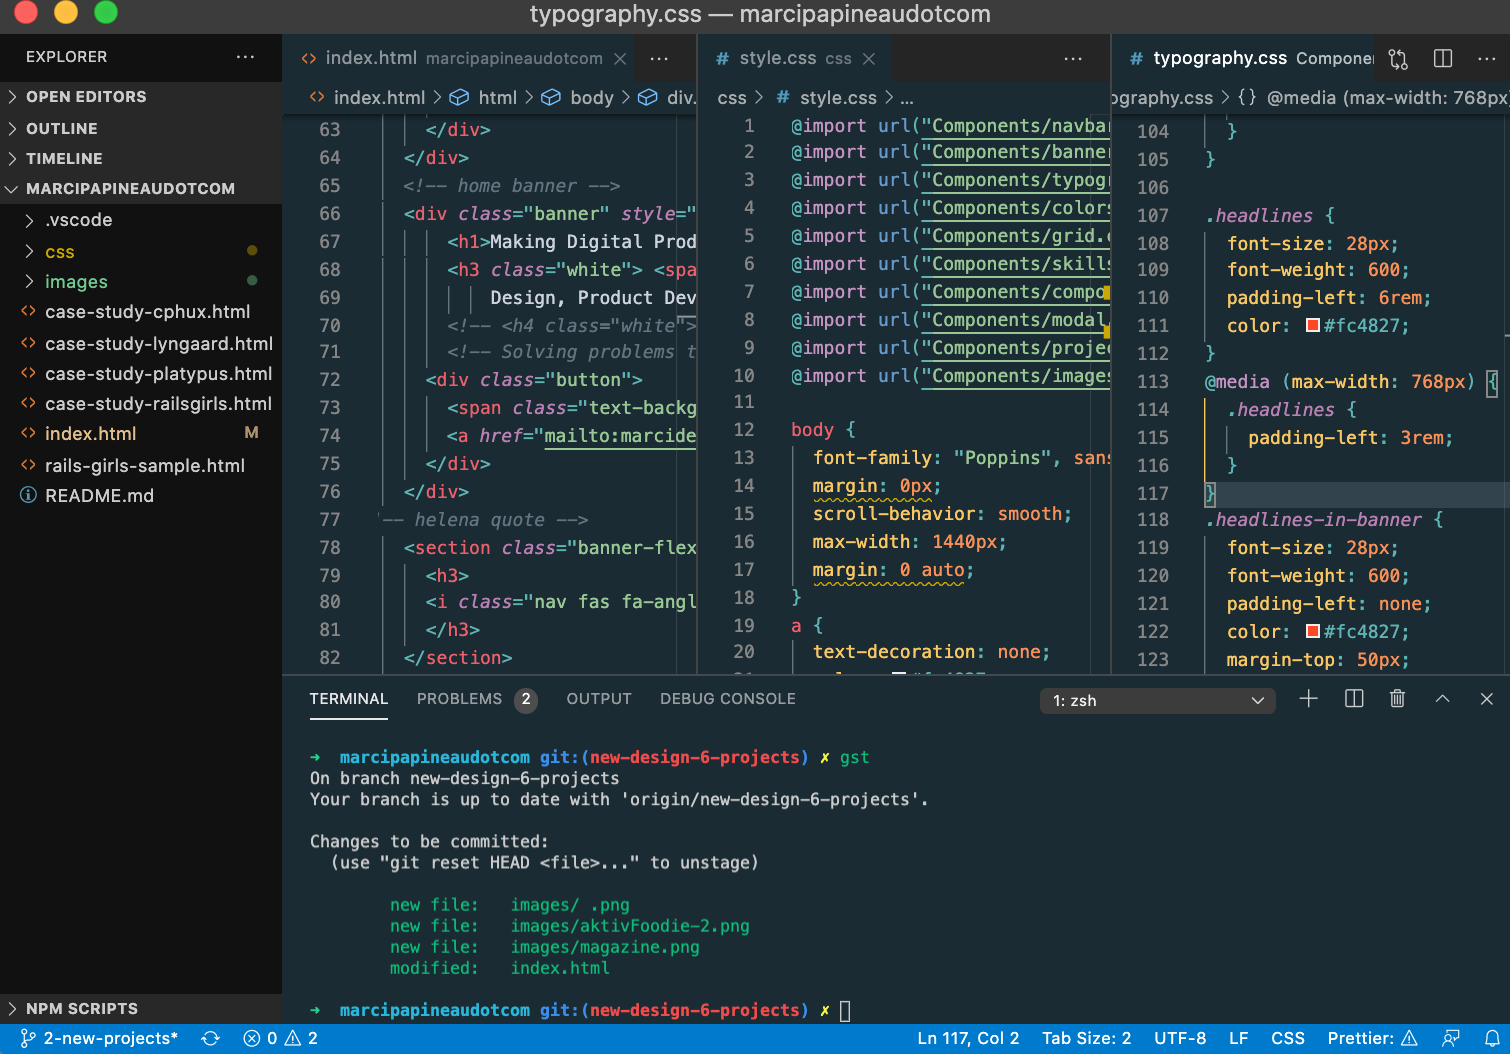 typography.css — marcipapineaudotcom
EXPLORER ···
OPEN EDITORS
OUTLINE
TIMELINE
MARCIPAPINEAUDOTCOM
.vscode
css
images
case-study-cphux.html
case-study-lyngaard.html
case-study-platypus.html
case-study-railsgirls.html
index.html M
rails-girls-sample.html
README.md
NPM SCRIPTS
index.html marcipapineaudotcom ···
index.html > html > body > div.
63 </div>
64 </div>
65 <!-- home banner -->
66 <div class="banner" style="
67 <h1>Making Digital Prod
68 <h3 class="white"> <spa
69 Design, Product Dev
70 <!-- <h4 class="white">
71 <!-- Solving problems t
72 <div class="button">
73 <span class="text-backg
74 <a href="mailto:marcide
75 </div>
76 </div>
77 '-- helena quote -->
78 <section class="banner-flex
79 <h3>
80 <i class="nav fas fa-angl
81 </h3>
82 </section>
# style.css css ···
css > # style.css > ...
1 @import url("Components/navba
2 @import url("Components/banne
3 @import url("Components/typog
4 @import url("Components/colors
5 @import url("Components/grid.c
6 @import url("Components/skills
7 @import url("Components/compo
8 @import url("Components/modal.
9 @import url("Components/projec
10 @import url("Components/images
11
12 body {
13 font-family: "Poppins", sans
14 margin: 0px;
15 scroll-behavior: smooth;
16 max-width: 1440px;
17 margin: 0 auto;
18 }
19 a {
20 text-decoration: none;
# typography.css Componen ···
ography.css > {} @media (max-width: 768px
104 }
105 }
106
107 .headlines {
108 font-size: 28px;
109 font-weight: 600;
110 padding-left: 6rem;
111 color: #fc4827;
112 }
113 @media (max-width: 768px) {
114 .headlines {
115 padding-left: 3rem;
116 }
117 }
118 .headlines-in-banner {
119 font-size: 28px;
120 font-weight: 600;
121 padding-left: none;
122 color: #fc4827;
123 margin-top: 50px;
TERMINAL PROBLEMS 2 OUTPUT DEBUG CONSOLE 1: zsh
➜ marcipapineaudotcom git:(new-design-6-projects) ✗ gst
On branch new-design-6-projects
Your branch is up to date with 'origin/new-design-6-projects'.
Changes to be committed:
(use "git reset HEAD <file>..." to unstage)
new file: images/ .png
new file: images/aktivFoodie-2.png
new file: images/magazine.png
modified: index.html
➜ marcipapineaudotcom git:(new-design-6-projects) ✗
2-new-projects* 0 2 Ln 117, Col 2 Tab Size: 2 UTF-8 LF CSS Prettier: